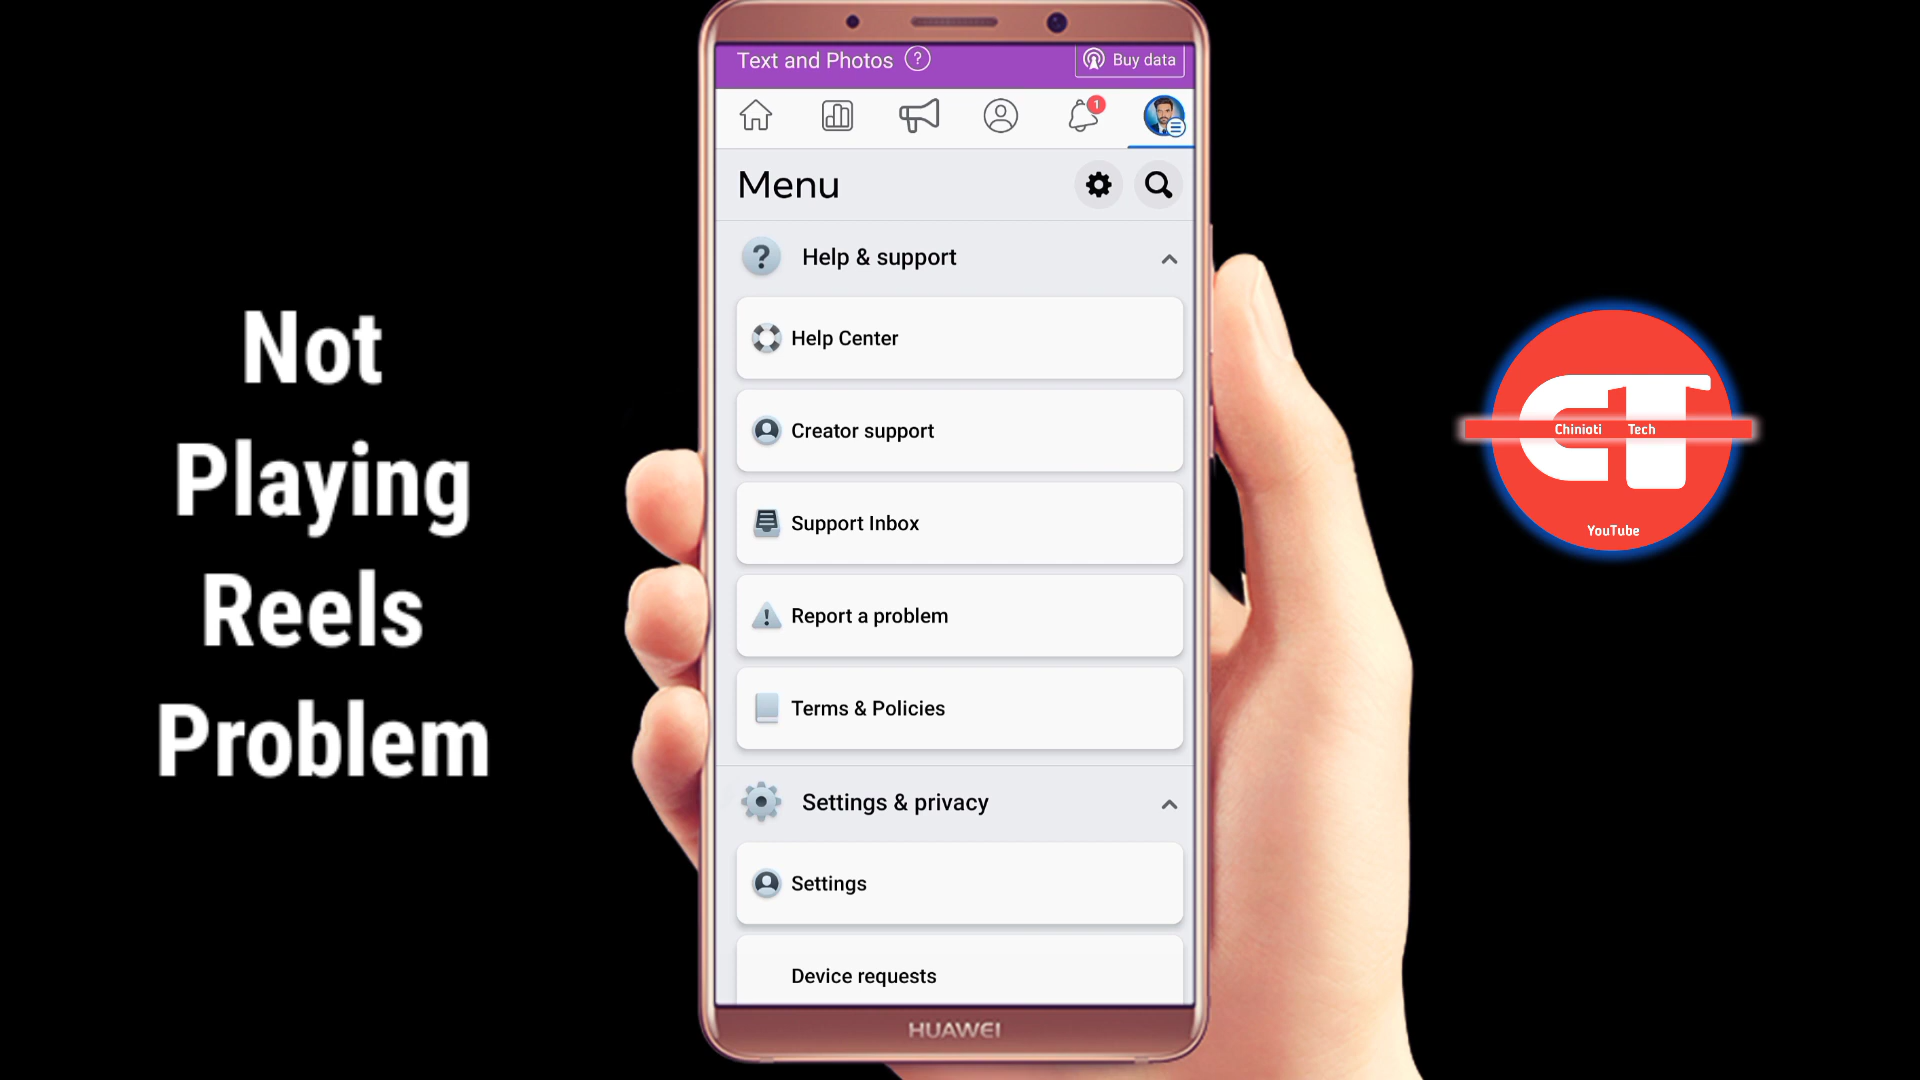 Not
Playing
Reels
Problem
Text and Photos ?
Buy data
1
Menu
Help & support
Help Center
Creator support
Support Inbox
Report a problem
Terms & Policies
Settings & privacy
Settings
Device requests
HUAWEI
CT
Chinioti Tech
YouTube